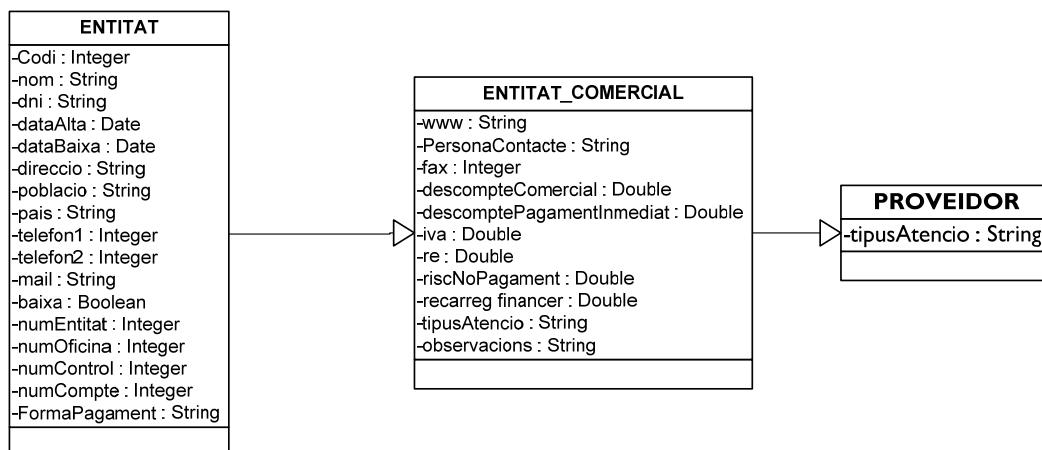 ENTITAT
-Codi : Integer
-nom : String
-dni : String
-dataAlta : Date
-dataBaixa : Date
-direccio : String
-poblacio : String
-pais : String
-telefon1 : Integer
-telefon2 : Integer
-mail : String
-baixa : Boolean
-numEntitat : Integer
-numOficina : Integer
-numControl : Integer
-numCompte : Integer
-FormaPagament : String
ENTITAT_COMERCIAL
-www : String
-PersonaContacte : String
-fax : Integer
-descompteComercial : Double
-descomptePagamentInmediat : Double
-iva : Double
-re : Double
-riscNoPagament : Double
-recarreg financer : Double
-tipusAtencio : String
-observacions : String
PROVEIDOR
-tipusAtencio : String